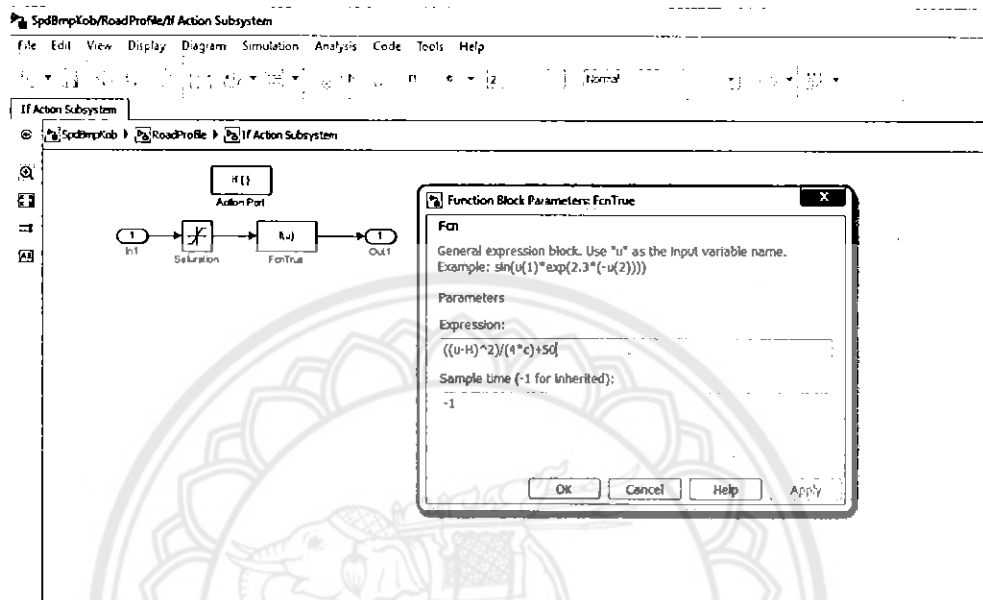 SpdBmpKob/RoadProfile/If Action Subsystem
File Edit View Display Diagram Simulation Analysis Code Tools Help
2 Normal
If Action Subsystem
SpdBmpKob RoadProfile If Action Subsystem
if { }
Action Port
1 f(u) 1
In1 Saturation FcnTrue Out1
Function Block Parameters: FcnTrue X
Fcn
General expression block. Use "u" as the input variable name.
Example: sin(u(1)*exp(2.3*(-u(2))))
Parameters
Expression:
((u-H)^2)/(4*c)+50
Sample time (-1 for inherited):
-1
OK Cancel Help Apply